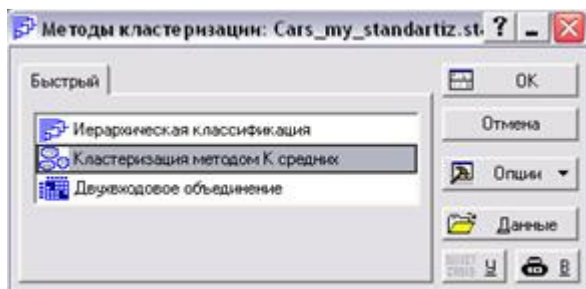 Методы кластеризации: Cars_my_standartiz.st.
Быстрый
Иерархическая классификация
Кластеризация методом К средних
Двухвходовое объединение
OK
Отмена
Опции
Данные
У
В